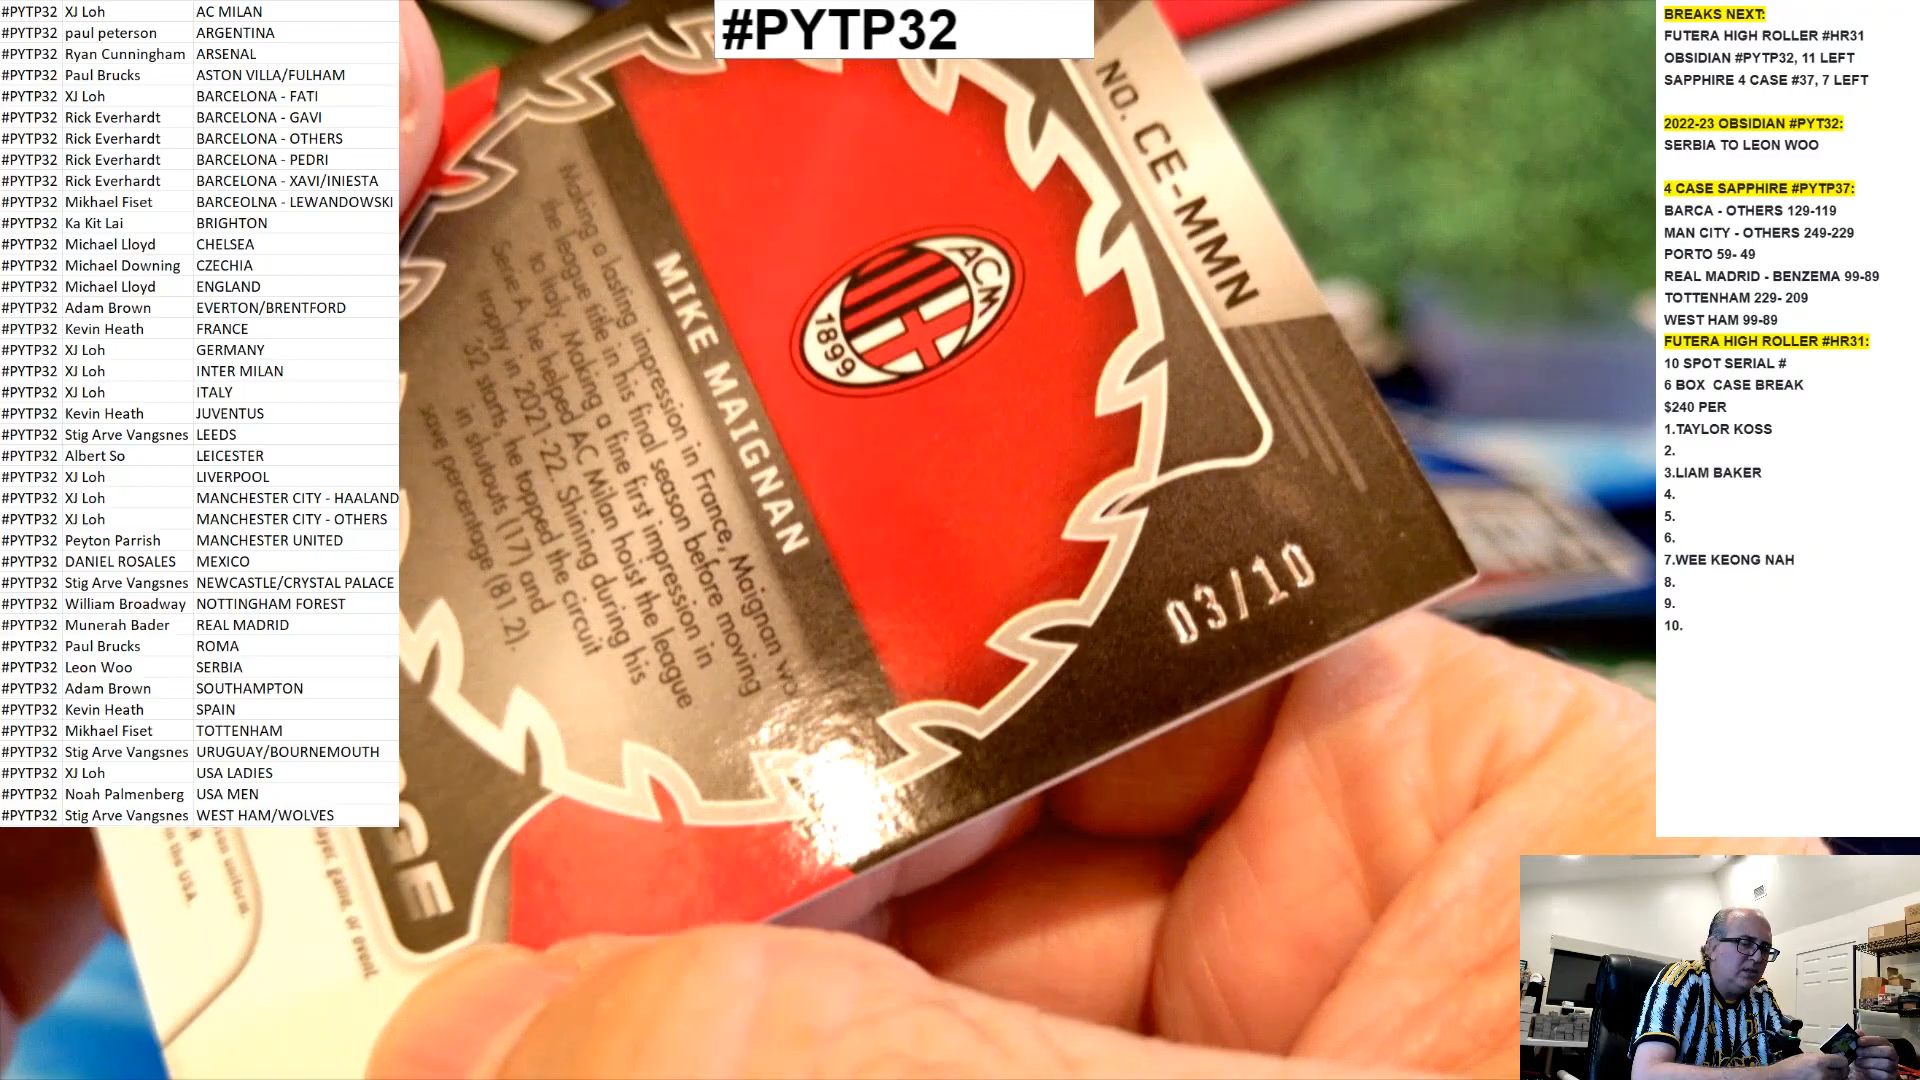 #PYTP32 XJ Loh AC MILAN
#PYTP32 paul peterson ARGENTINA
#PYTP32 Ryan Cunningham ARSENAL
#PYTP32 Paul Brucks ASTON VILLA/FULHAM
#PYTP32 XJ Loh BARCELONA - FATI
#PYTP32 Rick Everhardt BARCELONA - GAVI
#PYTP32 Rick Everhardt BARCELONA - OTHERS
#PYTP32 Rick Everhardt BARCELONA - PEDRI
#PYTP32 Rick Everhardt BARCELONA - XAVI/INIESTA
#PYTP32 Mikhael Fiset BARCEOLNA - LEWANDOWSKI
#PYTP32 Ka Kit Lai BRIGHTON
#PYTP32 Michael Lloyd CHELSEA
#PYTP32 Michael Downing CZECHIA
#PYTP32 Michael Lloyd ENGLAND
#PYTP32 Adam Brown EVERTON/BRENTFORD
#PYTP32 Kevin Heath FRANCE
#PYTP32 XJ Loh GERMANY
#PYTP32 XJ Loh INTER MILAN
#PYTP32 XJ Loh ITALY
#PYTP32 Kevin Heath JUVENTUS
#PYTP32 Stig Arve Vangsnes LEEDS
#PYTP32 Albert So LEICESTER
#PYTP32 XJ Loh LIVERPOOL
#PYTP32 XJ Loh MANCHESTER CITY - HAALAND
#PYTP32 XJ Loh MANCHESTER CITY - OTHERS
#PYTP32 Peyton Parrish MANCHESTER UNITED
#PYTP32 DANIEL ROSALES MEXICO
#PYTP32 Stig Arve Vangsnes NEWCASTLE/CRYSTAL PALACE
#PYTP32 William Broadway NOTTINGHAM FOREST
#PYTP32 Munerah Bader REAL MADRID
#PYTP32 Paul Brucks ROMA
#PYTP32 Leon Woo SERBIA
#PYTP32 Adam Brown SOUTHAMPTON
#PYTP32 Kevin Heath SPAIN
#PYTP32 Mikhael Fiset TOTTENHAM
#PYTP32 Stig Arve Vangsnes URUGUAY/BOURNEMOUTH
#PYTP32 XJ Loh USA LADIES
#PYTP32 Noah Palmenberg USA MEN
#PYTP32 Stig Arve Vangsnes WEST HAM/WOLVES
#PYTP32
NO. CE-MMN
ACM
1899
MIKE MAIGNAN
Making a lasting impression in France, Maignan
the league title in his final season before moving
to Italy. Making a fine first impression in
Serie A, he helped AC Milan hoist the league
trophy in 2021-22. Shining during his
32 starts, he topped the circuit
in shutouts (17) and
save percentage (81.2).
03/10
game, or event
in the USA.
BREAKS NEXT:
FUTERA HIGH ROLLER #HR31
OBSIDIAN #PYTP32, 11 LEFT
SAPPHIRE 4 CASE #37, 7 LEFT
2022-23 OBSIDIAN #PYT32:
SERBIA TO LEON WOO
4 CASE SAPPHIRE #PYTP37:
BARCA - OTHERS 129-119
MAN CITY - OTHERS 249-229
PORTO 59- 49
REAL MADRID - BENZEMA 99-89
TOTTENHAM 229- 209
WEST HAM 99-89
FUTERA HIGH ROLLER #HR31:
10 SPOT SERIAL #
6 BOX CASE BREAK
$240 PER
1.TAYLOR KOSS
2.
3.LIAM BAKER
4.
5.
6.
7.WEE KEONG NAH
8.
9.
10.